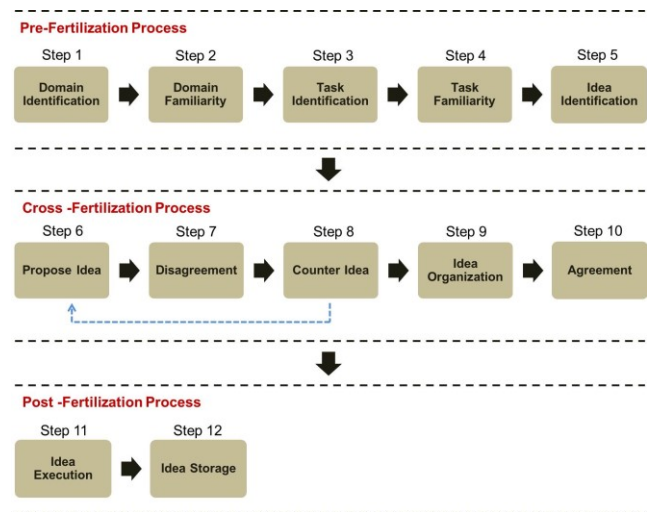 Pre-Fertilization Process
Step 1
Step 2
Step 3
Step 4
Step 5
Domain
Identification
Domain
Familiarity
Task
Identification
Task
Familiarity
Idea
Identification
Cross -Fertilization Process
Step 6
Step 7
Step 8
Step 9
Step 10
Propose Idea
Disagreement
Counter Idea
Idea
Organization
Agreement
Post -Fertilization Process
Step 11
Step 12
Idea
Execution
Idea Storage